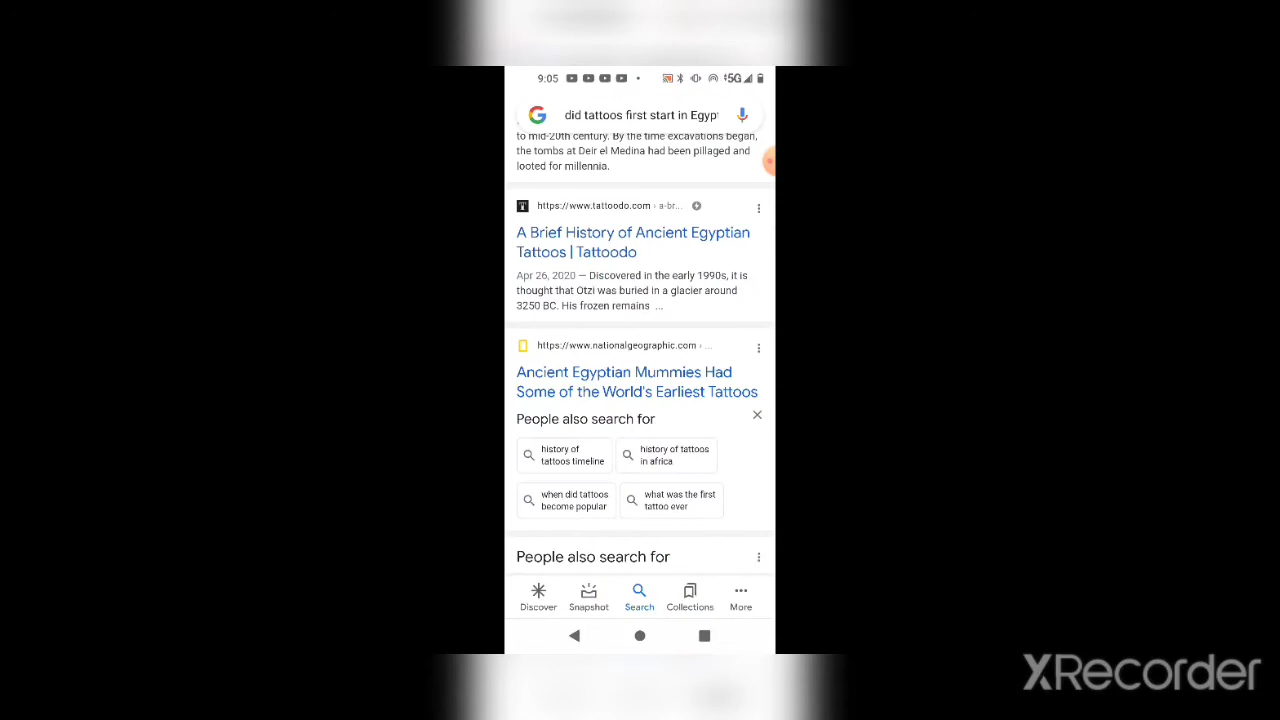 9:05
5G
did tattoos first start in Egyp
to mid-20th century. By the time excavations began,
the tombs at Deir el Medina had been pillaged and
looted for millennia.
https://www.tattoodo.com › a-br...
A Brief History of Ancient Egyptian
Tattoos | Tattoodo
Apr 26, 2020 — Discovered in the early 1990s, it is
thought that Otzi was buried in a glacier around
3250 BC. His frozen remains ...
https://www.nationalgeographic.com › ...
Ancient Egyptian Mummies Had
Some of the World's Earliest Tattoos
People also search for
history of
tattoos timeline
history of tattoos
in africa
when did tattoos
become popular
what was the first
tattoo ever
People also search for
Discover
Snapshot
Search
Collections
More
XRecorder